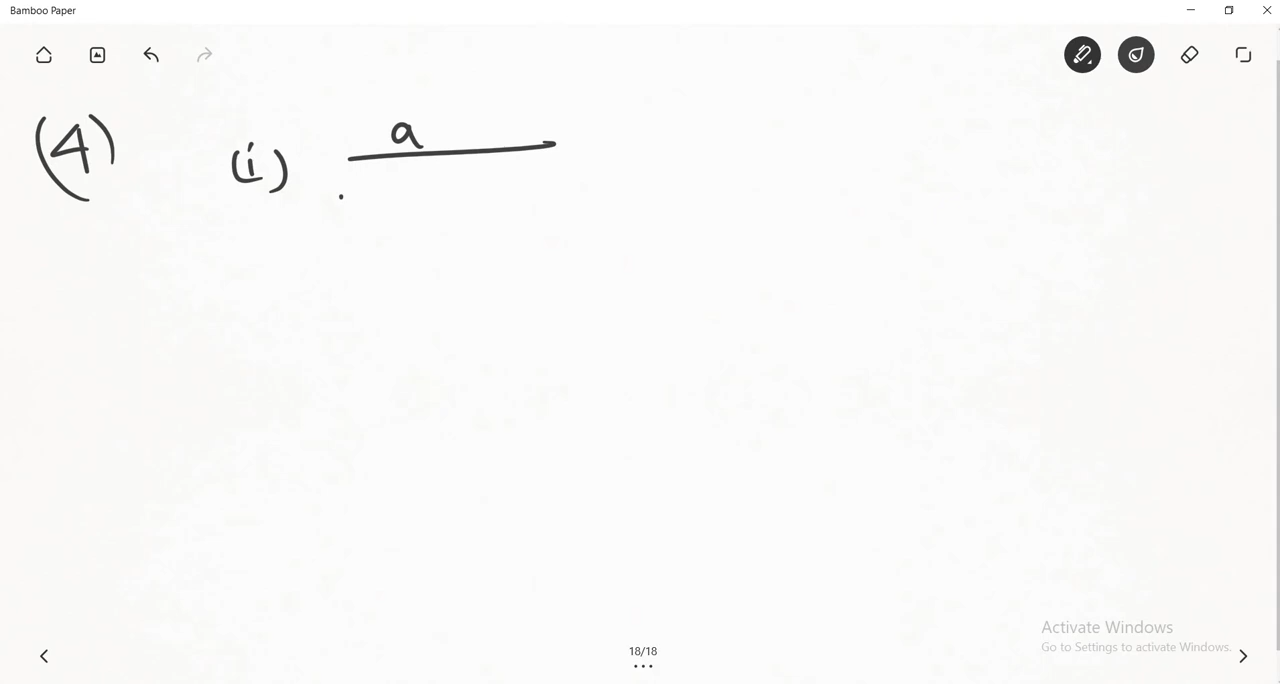 Bamboo Paper
(4) (i) a
18/18
Activate Windows
Go to Settings to activate Windows.